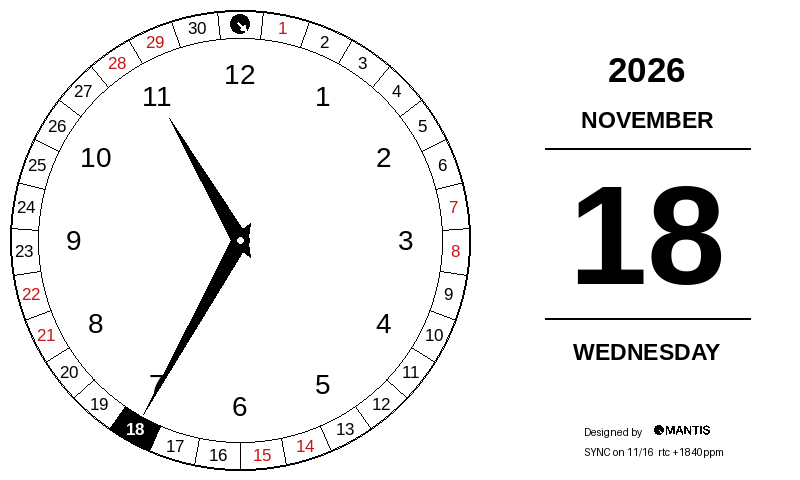 30 1 2 3 4 5 6 7 8 9 10 11 12 13 14 15 16 17 18 19 20 21 22 23 24 25 26 27 28 29
12 1 2 3 4 5 6 7 8 9 10 11
2026
NOVEMBER
18
WEDNESDAY
Designed by MANTIS
SYNC on 11/16 rtc +1840ppm